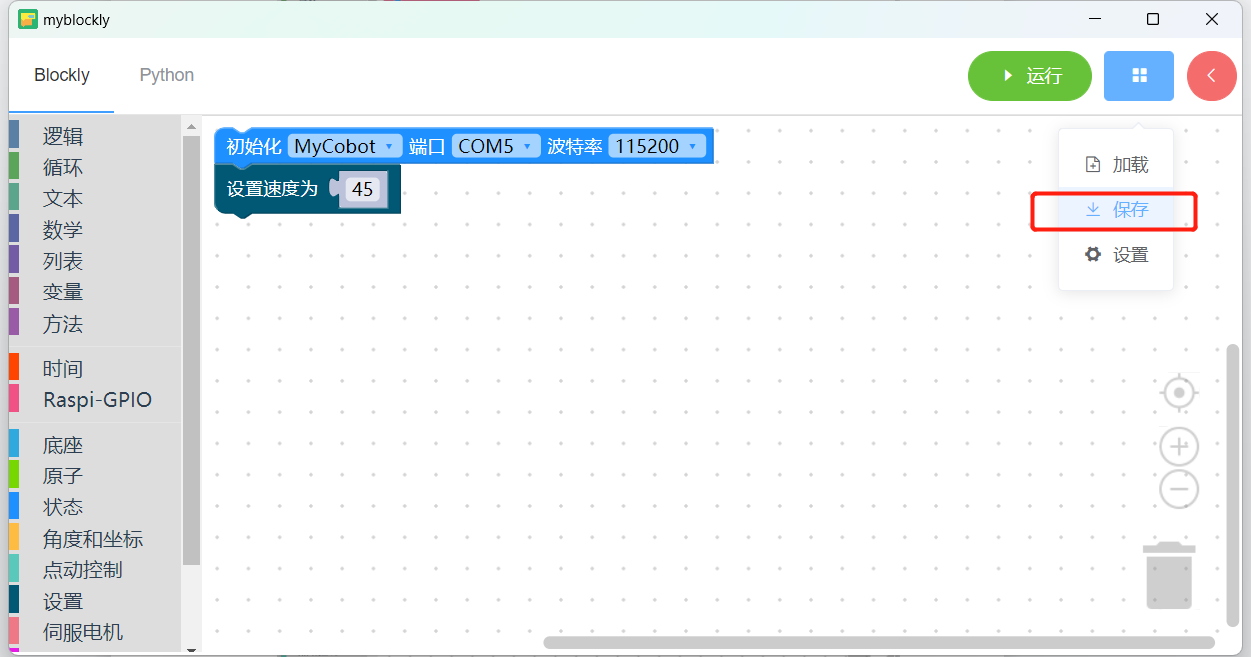 myblockly
Blockly Python 运行
逻辑
循环
文本
数学
列表
变量
方法
时间
Raspi-GPIO
底座
原子
状态
角度和坐标
点动控制
设置
伺服电机
初始化 MyCobot 端口 COM5 波特率 115200
设置速度为 45
加载
保存
设置